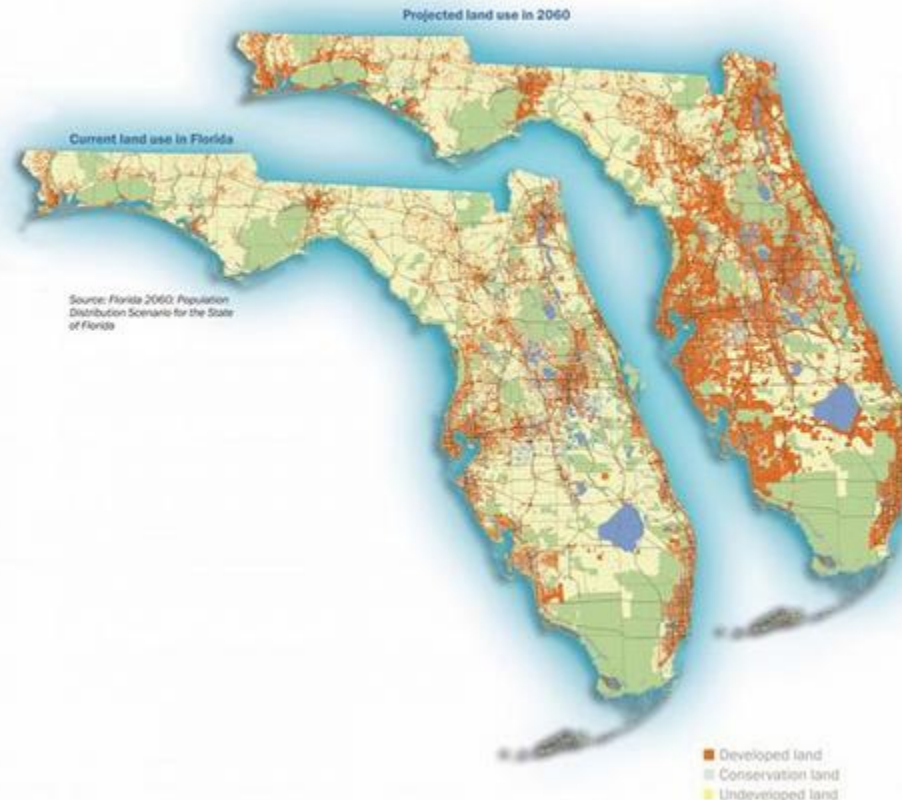 Projected land use in 2060
Current land use in Florida
Source: Florida 2060: Population
Distribution Scenario for the State
of Florida
Developed land
Conservation land
Undeveloped land